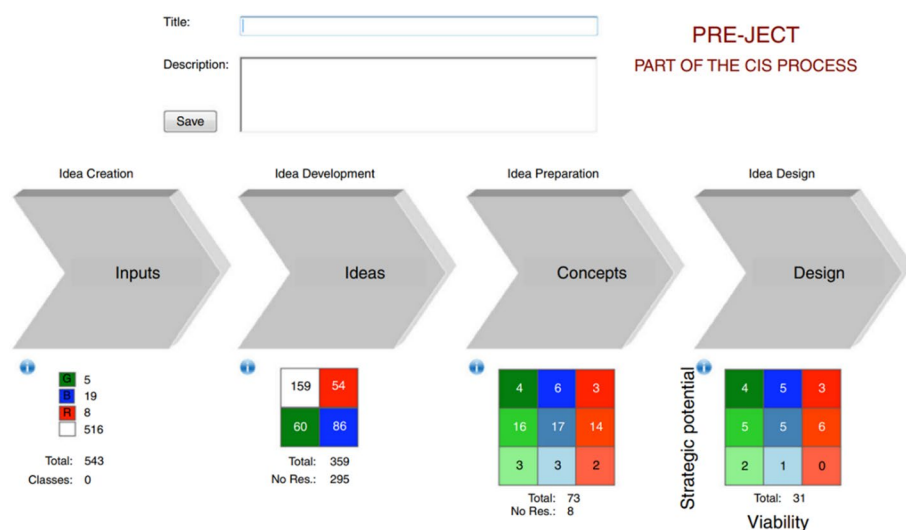 Title:
PRE-JECT
PART OF THE CIS PROCESS
Description:
Save
Idea Creation
Idea Development
Idea Preparation
Idea Design
Inputs
Ideas
Concepts
Design
G 5
B 19
R 8
516
Total: 543
Classes: 0
159 54
60 86
Total: 359
No Res.: 295
4 6 3
16 17 14
3 3 2
Total: 73
No Res.: 8
Strategic potential
4 5 3
5 5 6
2 1 0
Total: 31
Viability